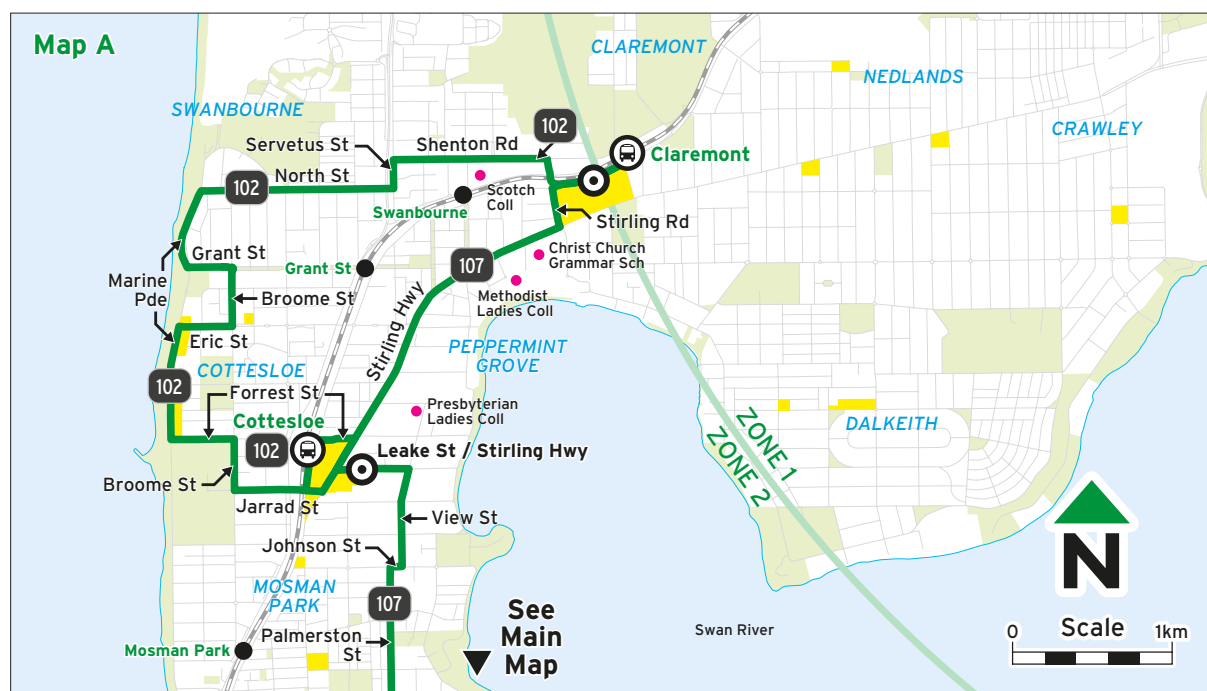 Map A
CLAREMONT
NEDLANDS
CRAWLEY
SWANBOURNE
Servetus St
Shenton Rd
102
Claremont
North St
102
Scotch
Coll
Swanbourne
Stirling Rd
Grant St
Marine
Pde
Grant St
107
Christ Church
Grammar Sch
Methodist
Ladies Coll
Broome St
Stirling Hwy
Eric St
PEPPERMINT
GROVE
COTTESLOE
102
Forrest St
Presbyterian
Ladies Coll
Cottesloe
102
Leake St / Stirling Hwy
DALKEITH
ZONE 1
ZONE 2
Broome St
Jarrad St
View St
Johnson St
MOSMAN
PARK
107
Palmerston
St
Mosman Park
See
Main
Map
Swan River
N
0 Scale 1km